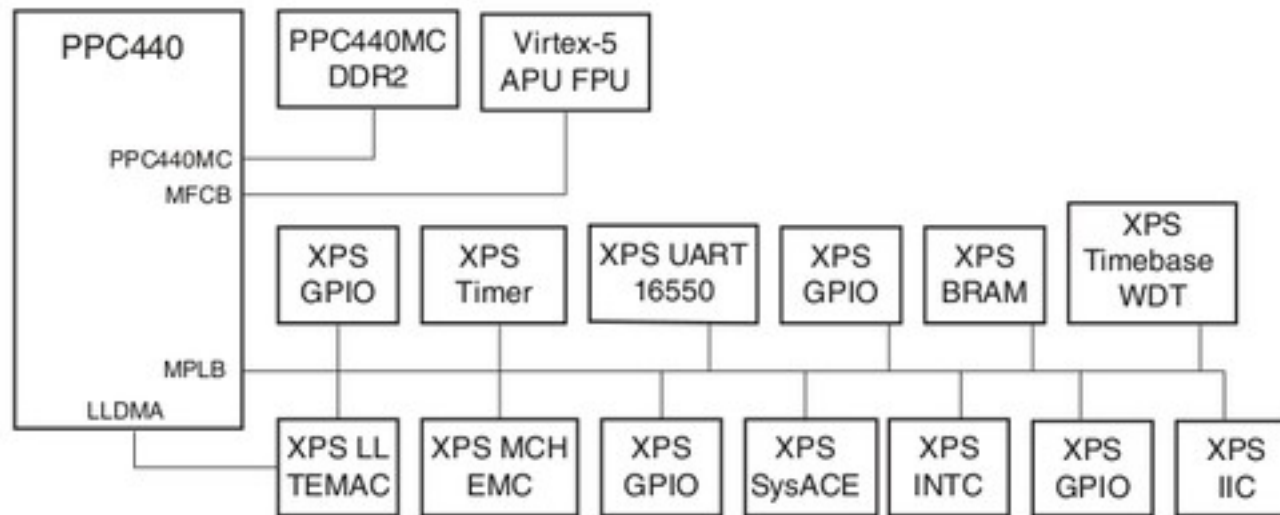 PPC440
PPC440MC
DDR2
Virtex-5
APU FPU
PPC440MC
MFCB
XPS
GPIO
XPS
Timer
XPS UART
16550
XPS
GPIO
XPS
BRAM
XPS
Timebase
WDT
MPLB
LLDMA
XPS LL
TEMAC
XPS MCH
EMC
XPS
GPIO
XPS
SysACE
XPS
INTC
XPS
GPIO
XPS
IIC